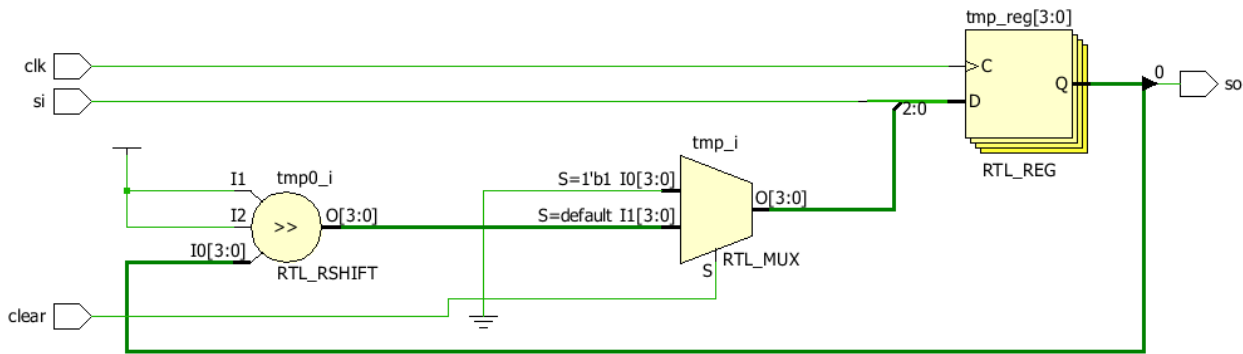 tmp_reg[3:0]
clk
C
0
Q
so
si
D
2:0
tmp_i
RTL_REG
I1
tmp0_i
S=1'b1 I0[3:0]
I2
>>
O[3:0]
S=default I1[3:0]
O[3:0]
I0[3:0]
RTL_RSHIFT
S
RTL_MUX
clear